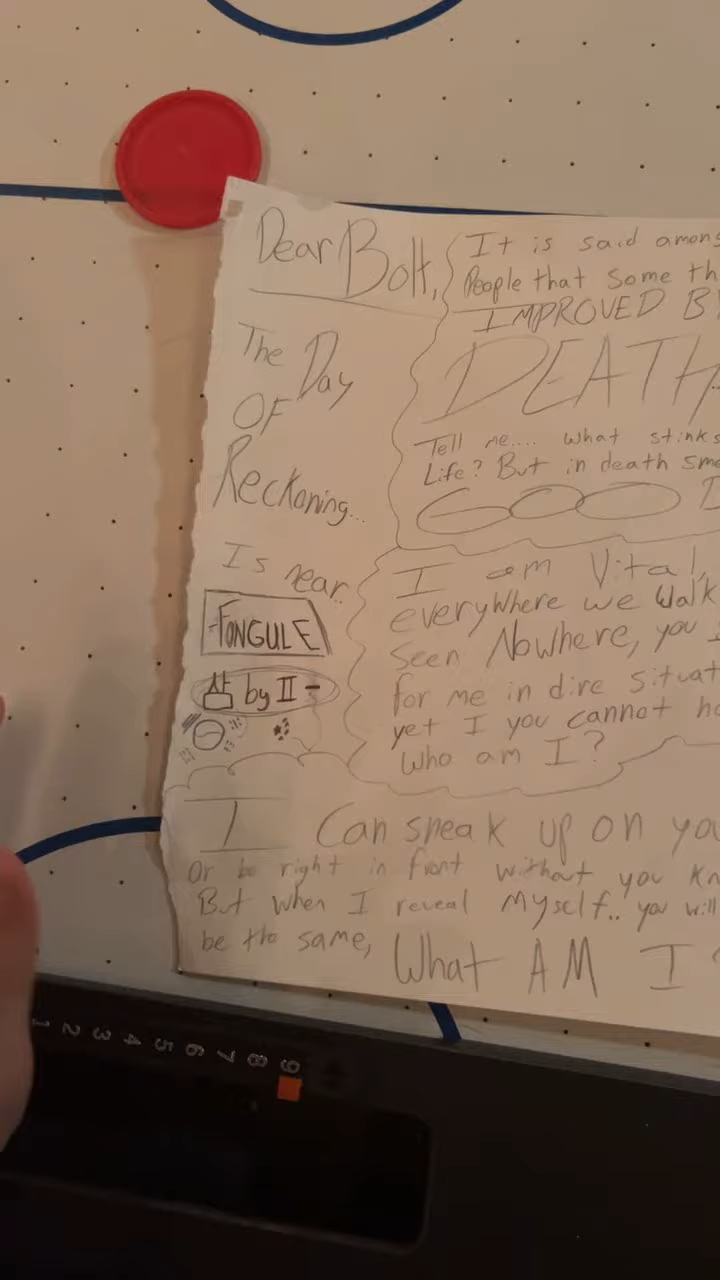 Dear Bolt,
The Day
OF
Reckoning...
Is near.
FONGULE
by II -
It is said amons
People that some th
IMPROVED B
DEATH
Tell me.... what stinks
Life? But in death sme
GOOD
I am Vital,
everywhere we walk
seen Nowhere, you
for me in dire situat
yet I you cannot ho
Who am I?
I Can sneak up on you
Or be right in front without you Kn
But when I reveal Myself.. you will
be the same, What AM I?
1 2 3 4 5 6 7 8 9